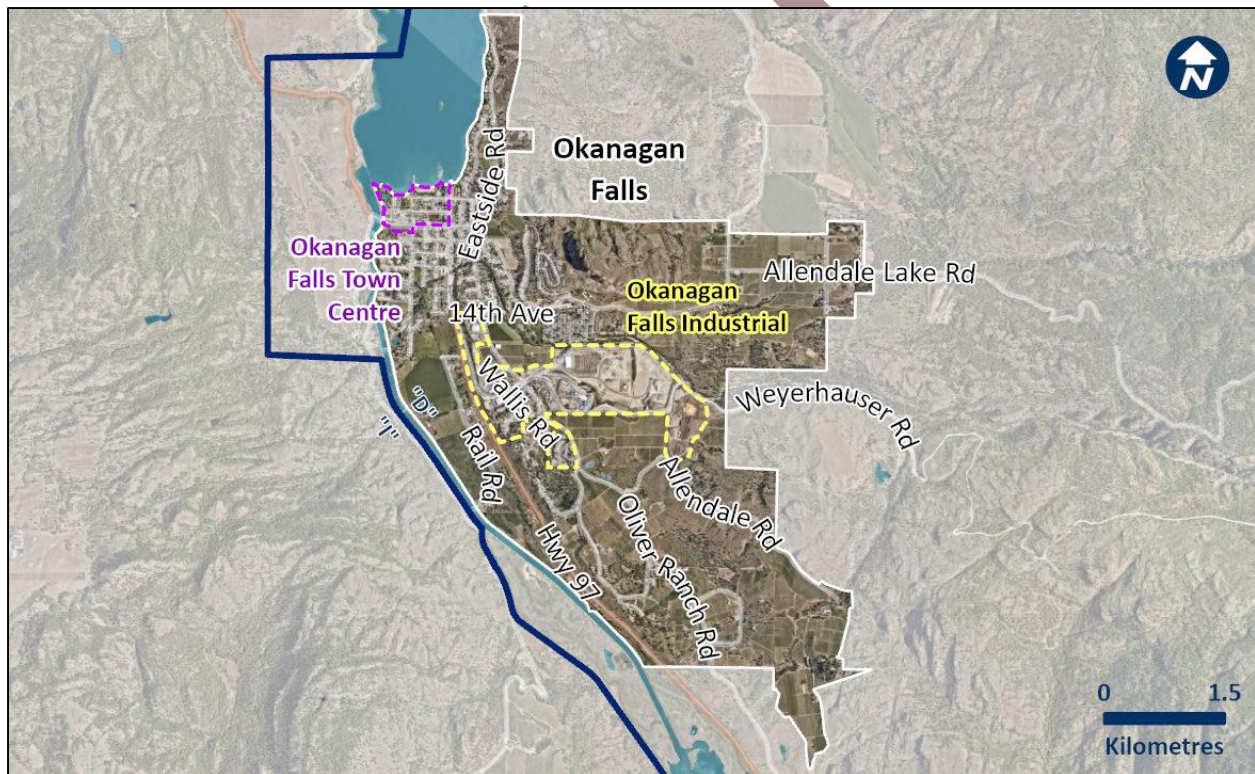 N
Okanagan
Falls
Eastside Rd
Okanagan
Falls Town
Centre
Allendale Lake Rd
Okanagan
Falls Industrial
14th Ave
Wallis Rd
Weyerhauser Rd
"D"
"I"
Rail Rd
Allendale Rd
Oliver Ranch Rd
Hwy 97
0 1.5
Kilometres